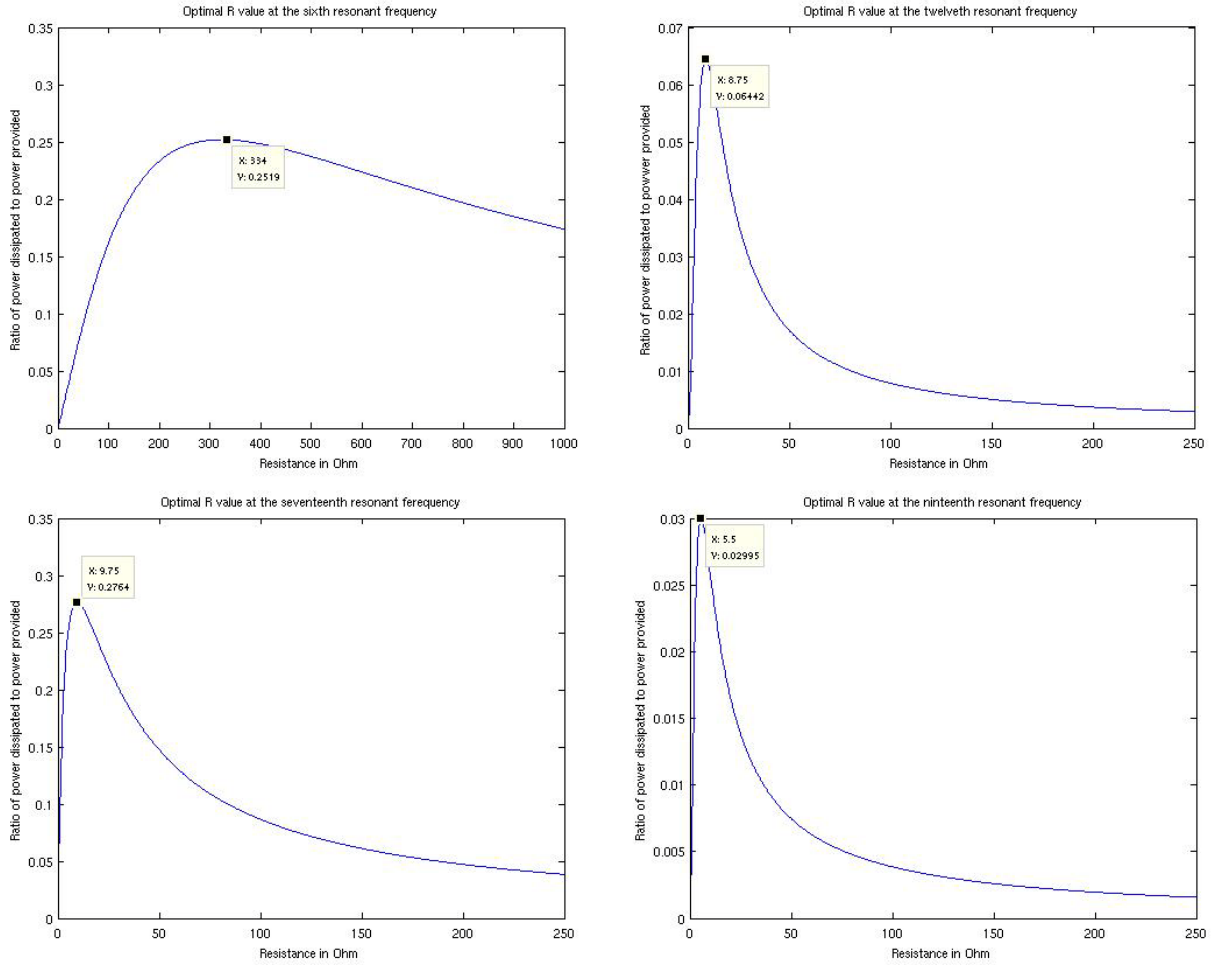 Optimal R value at the sixth resonant frequency
Ratio of power dissipated to power provided
0.35
0.3
0.25
0.2
0.15
0.1
0.05
0
X: 334
Y: 0.2519
0 100 200 300 400 500 600 700 800 900 1000
Resistance in Ohm
Optimal R value at the twelveth resonant frequency
Ratio of power dissipated to powwer provided
0.07
0.06
0.05
0.04
0.03
0.02
0.01
0
X: 8.75
Y: 0.06442
0 50 100 150 200 250
Resistance in Ohm
Optimal R value at the seventeenth resonant ferequency
Ratio of power dissipated to power provided
0.35
0.3
0.25
0.2
0.15
0.1
0.05
0
X: 9.75
Y: 0.2764
0 50 100 150 200 250
Resistance in Ohm
Optimal R value at the ninteenth resonant frequency
Ratio of power dissipated to power provided
0.03
0.025
0.02
0.015
0.01
0.005
0
X: 5.5
Y: 0.02995
0 50 100 150 200 250
Resistance in Ohm